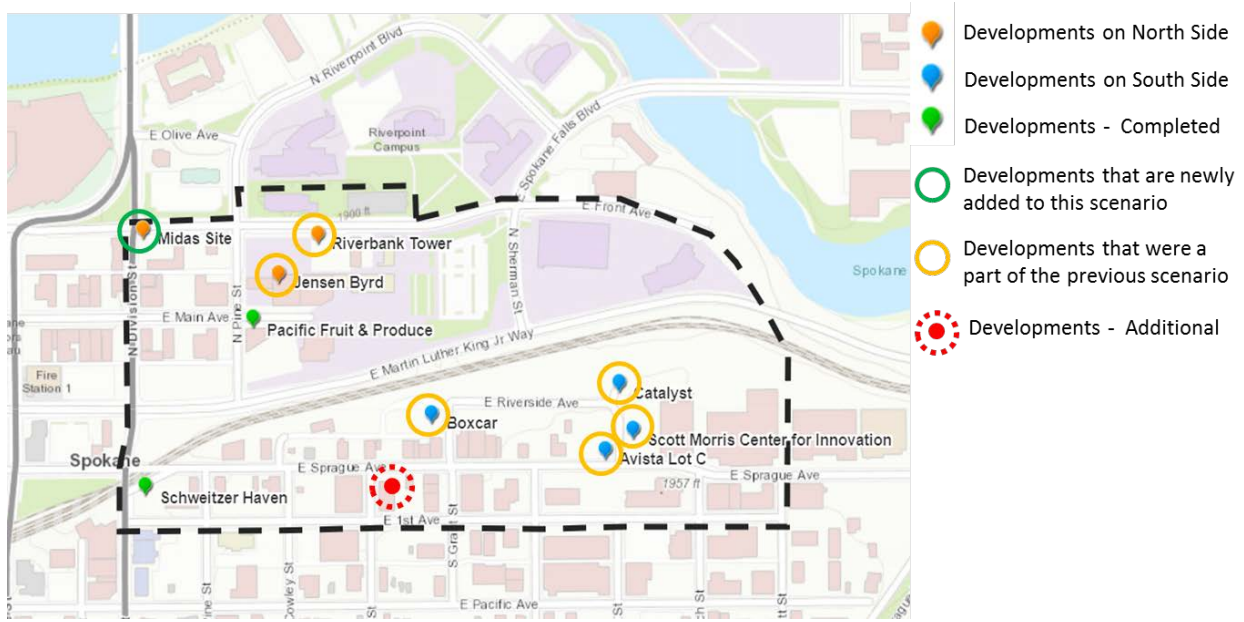 N Riverpoint Blvd
E Olive Ave
Riverpoint
Campus
E Spokane Falls Blvd
1900 ft
E Front Ave
Midas Site
Riverbank Tower
N Division St
N Sherman St
Spokane
Jensen Byrd
N Pine St
E Main Ave
Pacific Fruit & Produce
E Martin Luther King Jr Way
Fire
Station 1
Catalyst
E Riverside Ave
Boxcar
Scott Morris Center for Innovation
Avista Lot C
Spokane
E Sprague Ave
E Sprague Ave
1957 ft
Schweitzer Haven
E 1st Ave
S Grant St
E Pacific Ave
Cowley St
St
St
Developments on North Side
Developments on South Side
Developments - Completed
Developments that are newly
added to this scenario
Developments that were a
part of the previous scenario
Developments - Additional